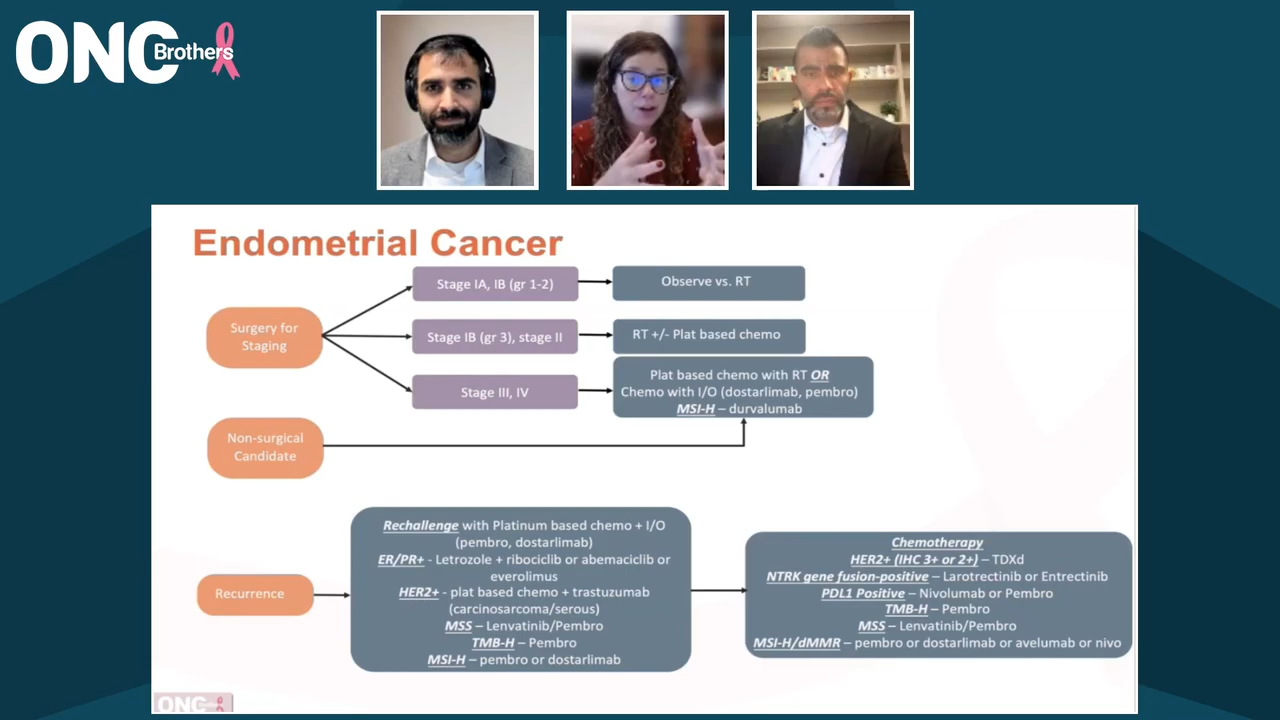 ONC Brothers
Endometrial Cancer
Surgery for
Staging
Stage IA, IB (gr 1-2)
Observe vs. RT
Stage IB (gr 3), stage II
RT +/- Plat based chemo
Stage III, IV
Plat based chemo with RT OR
Chemo with I/O (dostarlimab, pembro)
MSI-H – durvalumab
Non-surgical
Candidate
Recurrence
Rechallenge with Platinum based chemo + I/O
(pembro, dostarlimab)
ER/PR+ - Letrozole + ribociclib or abemaciclib or
everolimus
HER2+ - plat based chemo + trastuzumab
(carcinosarcoma/serous)
MSS – Lenvatinib/Pembro
TMB-H – Pembro
MSI-H – pembro or dostarlimab
Chemotherapy
HER2+ (IHC 3+ or 2+) – TDXd
NTRK gene fusion-positive – Larotrectinib or Entrectinib
PDL1 Positive – Nivolumab or Pembro
TMB-H – Pembro
MSS – Lenvatinib/Pembro
MSI-H/dMMR – pembro or dostarlimab or avelumab or nivo
ONC